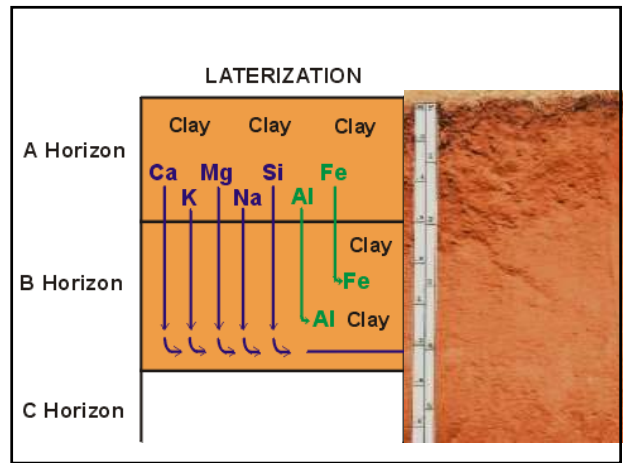 LATERIZATION
Clay Clay Clay
A Horizon
Ca Mg Si Fe
K Na Al
Clay
B Horizon
Fe
Al Clay
C Horizon